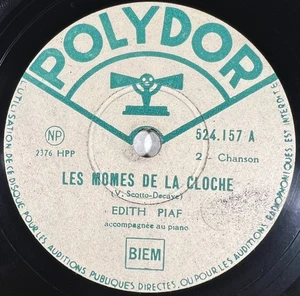 POLYDOR
NP
2376 HPP
524.157 A
2 - Chanson
LES MOMES DE LA CLOCHE
(V. Scotto-Decaye)
EDITH PIAF
accompagnée au piano
BIEM
L'UTILISATION DE CE DISQUE POUR LES AUDITIONS PUBLIQUES DIRECTES, OU POUR LES AUDITIONS RADIOPHONIQUES EST INTERDITE